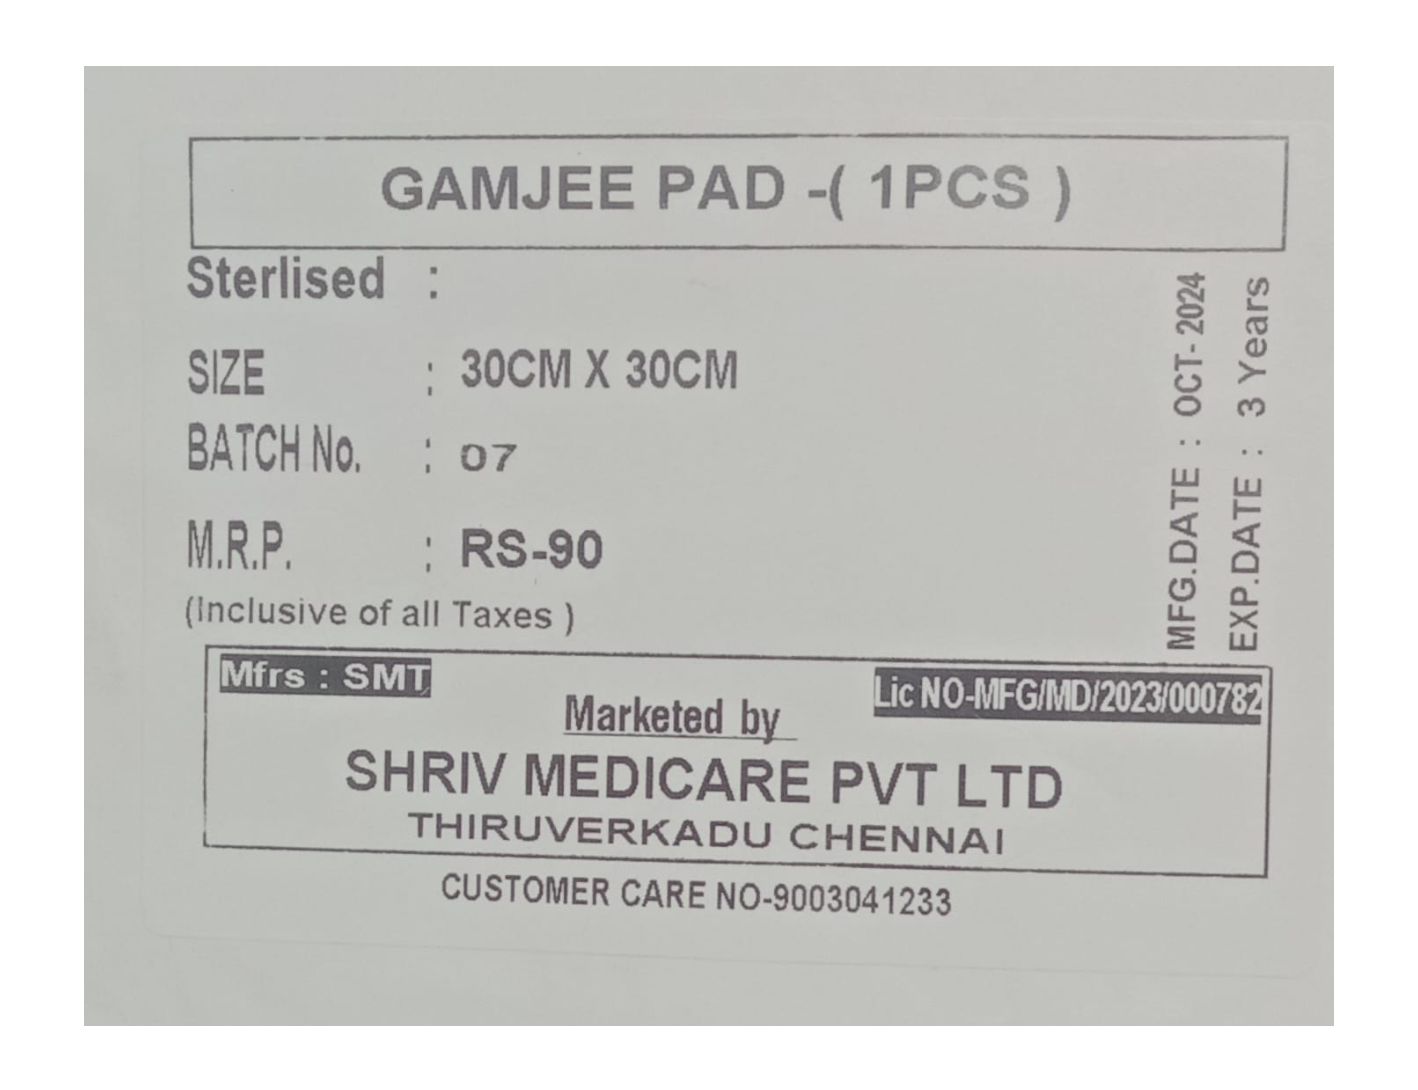 GAMJEE PAD -( 1PCS )
Sterlised :
SIZE : 30CM X 30CM
BATCH No. : 07
M.R.P. : RS-90
(Inclusive of all Taxes )
MFG.DATE : OCT- 2024
EXP.DATE : 3 Years
Mfrs : SMT
Lic NO-MFG/MD/2023/000782
Marketed by
SHRIV MEDICARE PVT LTD
THIRUVERKADU CHENNAI
CUSTOMER CARE NO-9003041233